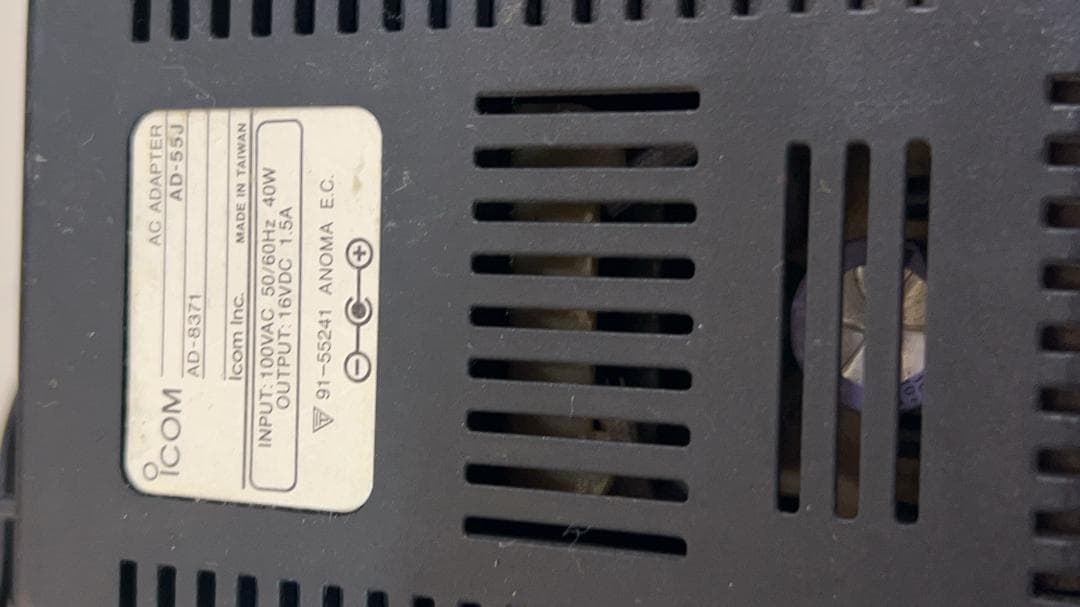 ICOM AC ADAPTER
AD-55J
AD-8371
Icom Inc. MADE IN TAIWAN
INPUT: 100VAC 50/60Hz 40W
OUTPUT: 16VDC 1.5A
91-55241 ANOMA E.C.